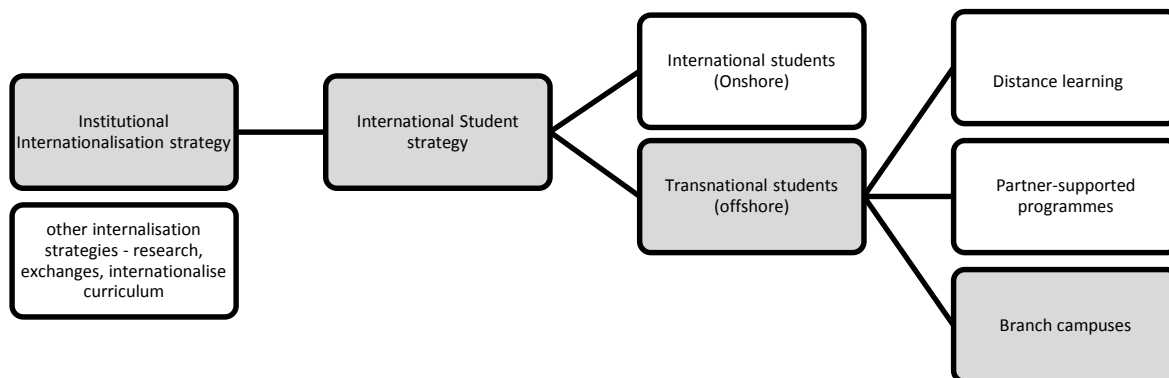 Institutional
Internationalisation strategy
other internalisation
strategies - research,
exchanges, internationalise
curriculum
International Student
strategy
International students
(Onshore)
Transnational students
(offshore)
Distance learning
Partner-supported
programmes
Branch campuses